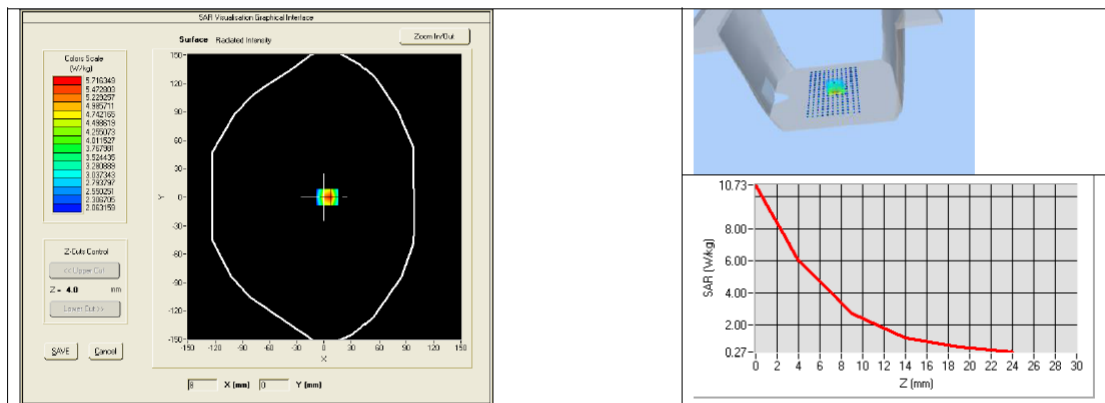 SAR Visualisation Graphical Interface
Surface Radiated Intensity
Zoom In/Out
Colors Scale
(W/kg)
5.716349
5.472803
5.229257
4.985711
4.742165
4.498619
4.255073
4.011527
3.767981
3.524435
3.280889
3.037343
2.793797
2.550251
2.306705
2.063159
150
120
90
60
30
0
-30
-60
-90
-120
-150
Y
-150 -120 -90 -60 -30 0 30 60 90 120 150
X
Z-Cuts Control
<< Upper Cut
Z = 4.0 mm
Lower Cut >>
SAVE Cancel
8 X (mm) 0 Y (mm)
10.73
8.00
6.00
4.00
2.00
0.27
SAR (W/kg)
0 2 4 6 8 10 12 14 16 18 20 22 24 26 28 30
Z (mm)